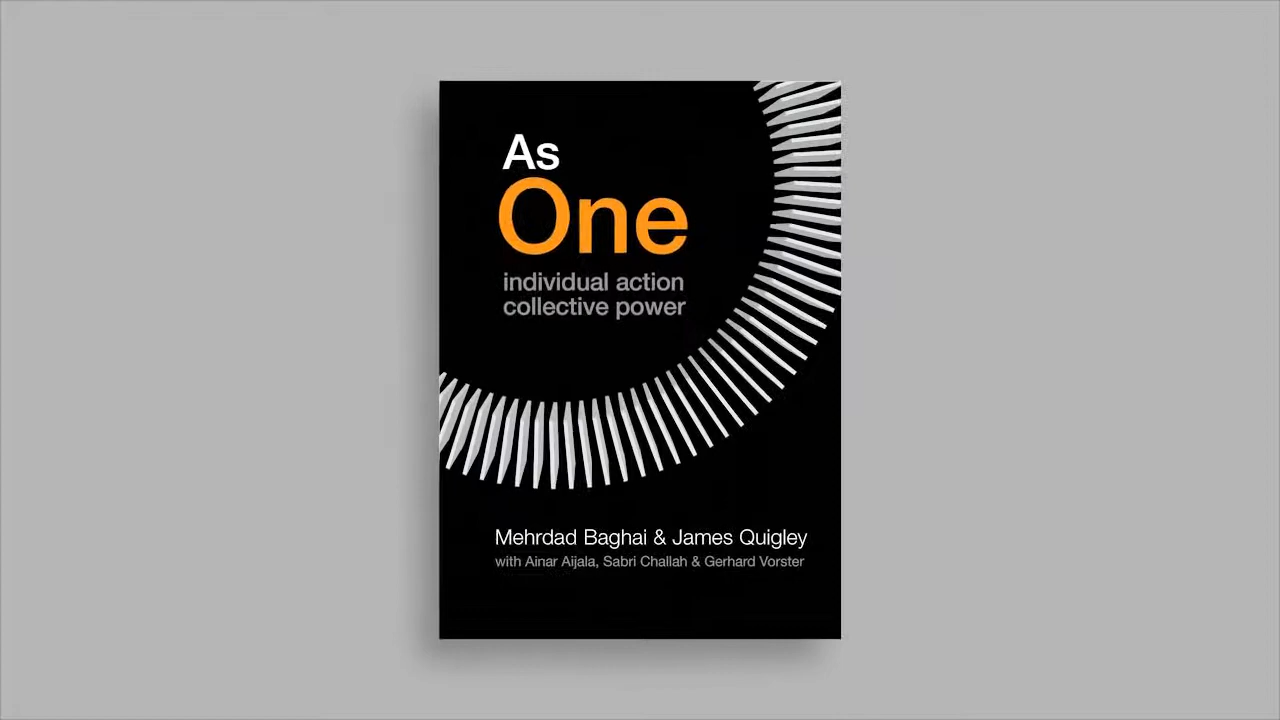 As
One
individual action
collective power
Mehrdad Baghai & James Quigley
with Ainar Aijala, Sabri Challah & Gerhard Vorster